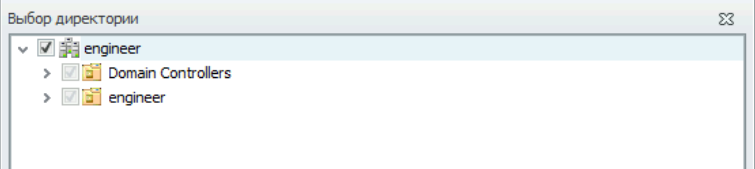 Выбор директории
engineer
Domain Controllers
engineer